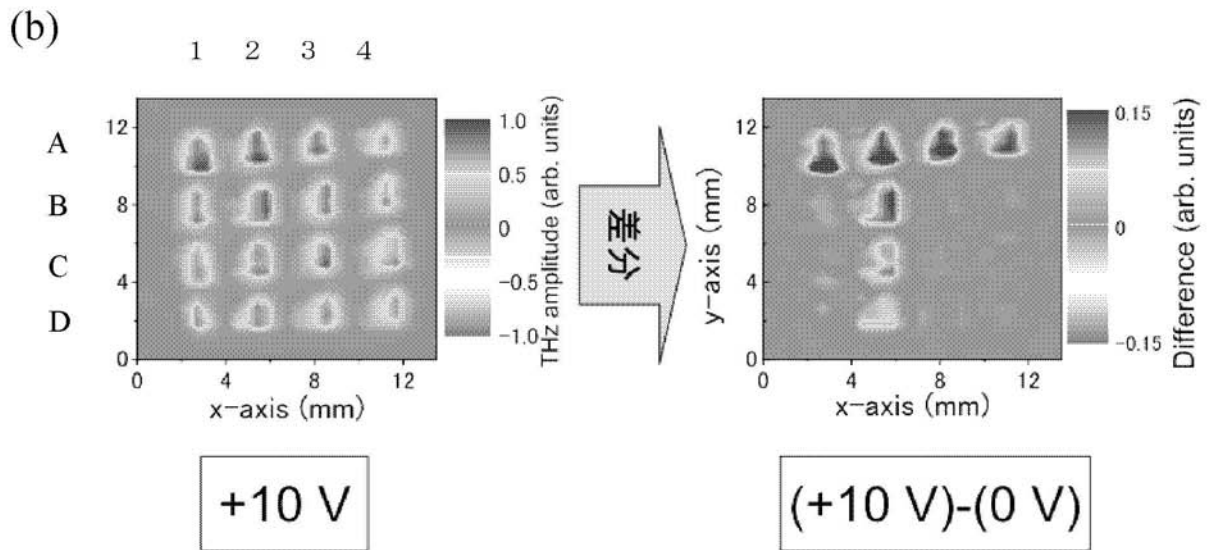 (b)
1 2 3 4
A
B
C
D
12
8
4
0
0 4 8 12
x-axis (mm)
1.0
0.5
0
-0.5
-1.0
THz amplitude (arb. units)
差分
y-axis (mm)
12
8
4
0
0 4 8 12
x-axis (mm)
0.15
0
-0.15
Difference (arb. units)
+10 V
(+10 V)-(0 V)